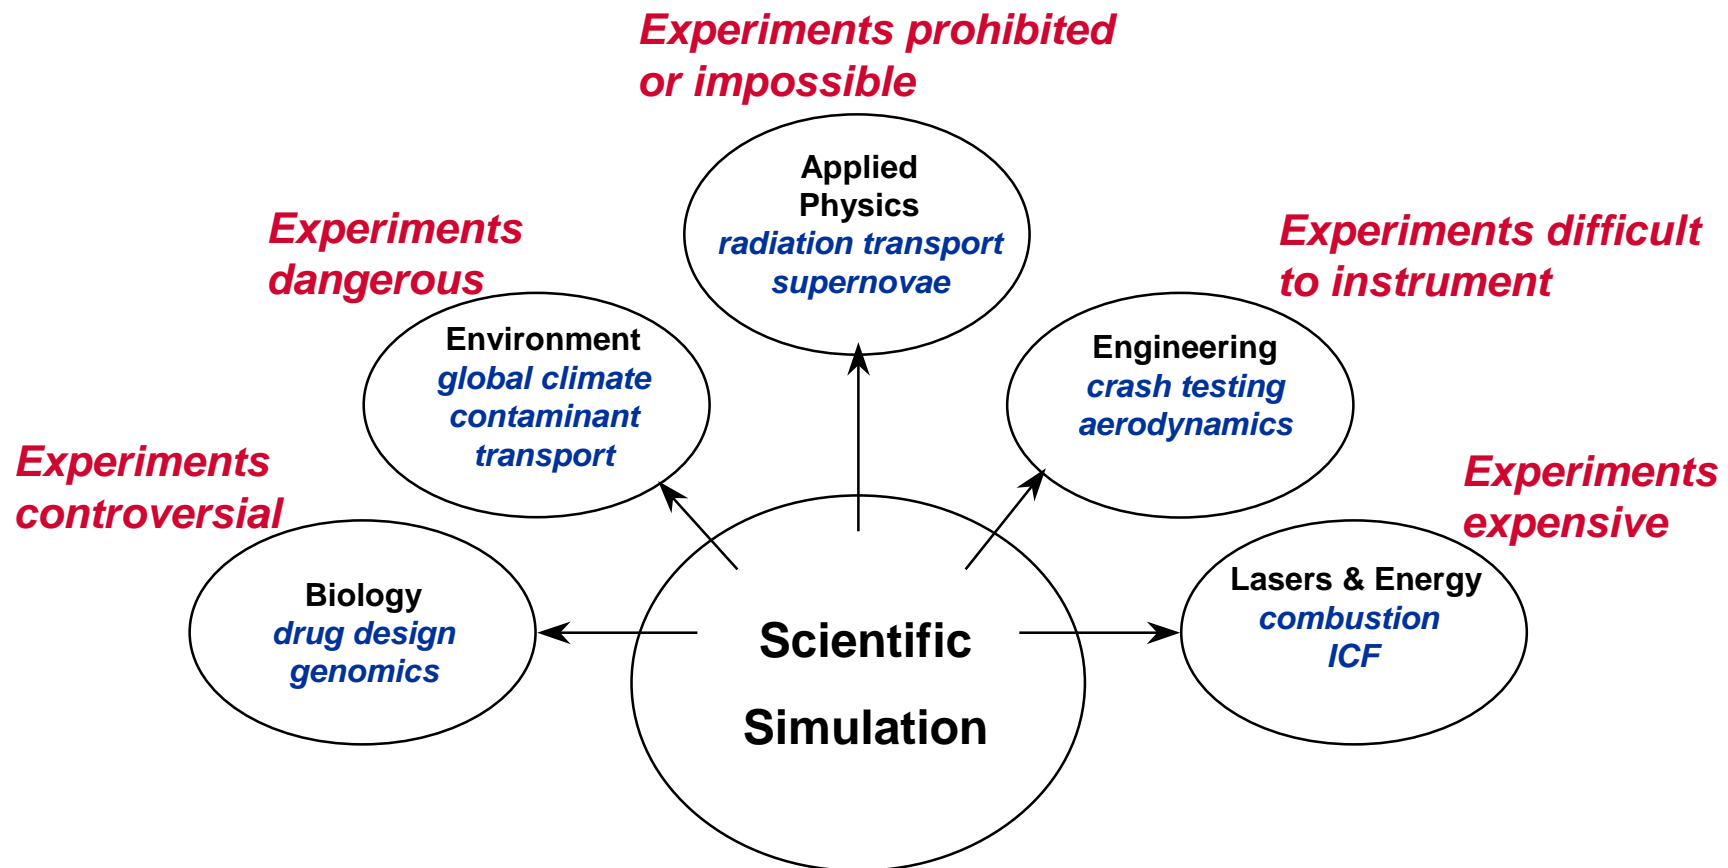 Experiments prohibited
or impossible
Applied
Physics
radiation transport
supernovae
Experiments
dangerous
Environment
global climate
contaminant
transport
Experiments difficult
to instrument
Engineering
crash testing
aerodynamics
Experiments
controversial
Biology
drug design
genomics
Experiments
expensive
Lasers & Energy
combustion
ICF
Scientific
Simulation